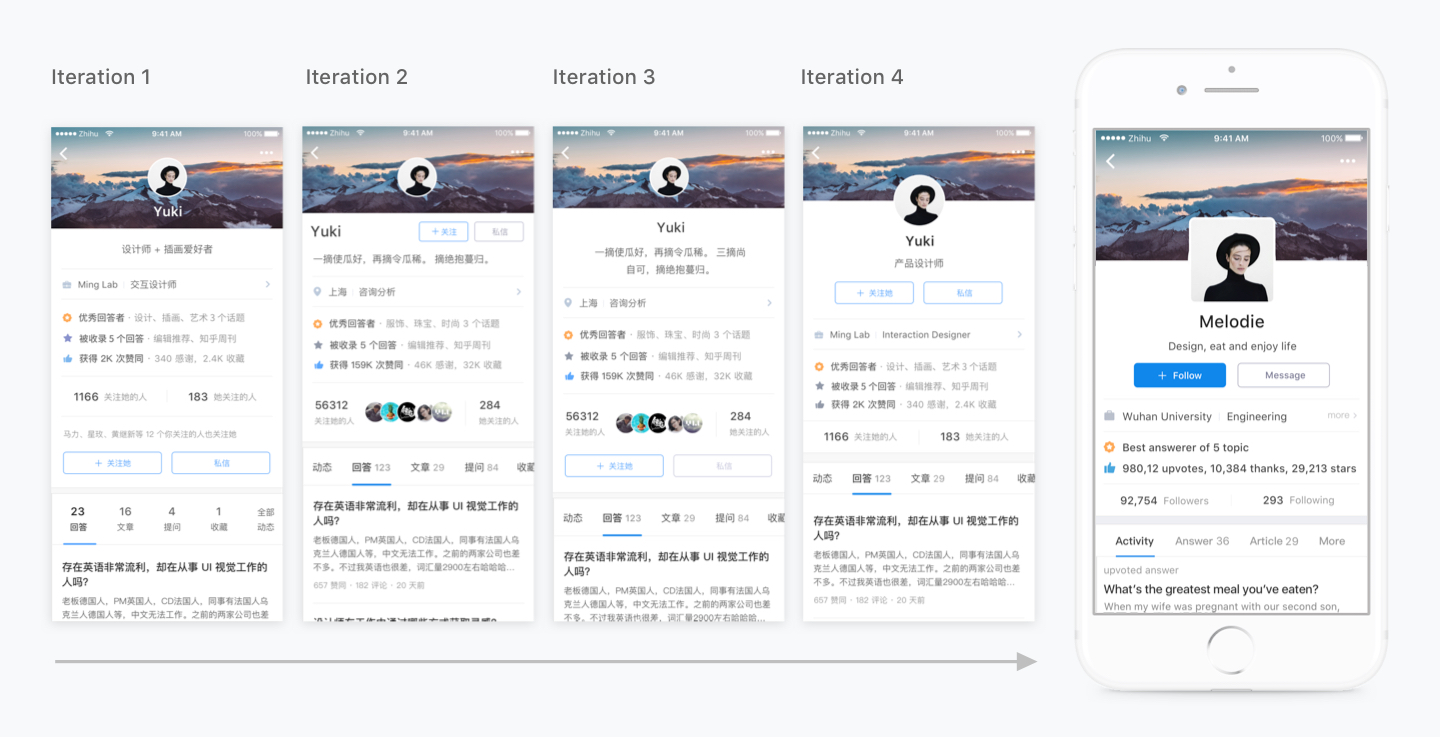 Iteration 1
Zhihu
9:41 AM
100%
Yuki
设计师 + 插画爱好者
Ming Lab 交互设计师
优秀回答者 · 设计、插画、艺术 3 个话题
被收录 5 个回答 · 编辑推荐、知乎周刊
获得 2K 次赞同 · 340 感谢，2.4K 收藏
1166 关注她的人 183 她关注的人
马力、星玫、黄继新等 12 个你关注的人也关注她
+ 关注她 私信
23 16 4 1 全部
回答 文章 提问 收藏 动态
存在英语非常流利，却在从事 UI 视觉工作的
人吗?
老板德国人，PM英国人，CD法国人，同事有法国人乌
克兰人德国人等，中文无法工作。之前的两家公司也差
Iteration 2
Zhihu
9:41 AM
100%
Yuki
+ 关注 私信
一摘使瓜好，再摘令瓜稀。 摘绝抱蔓归。
上海 咨询分析
优秀回答者 · 服饰、珠宝、时尚 3 个话题
被收录 5 个回答 · 编辑推荐、知乎周刊
获得 159K 次赞同 · 46K 感谢，32K 收藏
56312 284
关注她的人 她关注的人
动态 回答 123 文章 29 提问 84 收藏
存在英语非常流利，却在从事 UI 视觉工作的
人吗?
老板德国人，PM英国人，CD法国人，同事有法国人乌
克兰人德国人等，中文无法工作。之前的两家公司也差
不多。不过我英语也很差，词汇量2900左右哈哈哈...
657 赞同 · 182 评论 · 20 天前
Iteration 3
Zhihu
9:41 AM
100%
Yuki
一摘使瓜好，再摘令瓜稀。 三摘尚
自可，摘绝抱蔓归。
上海 咨询分析
优秀回答者 · 服饰、珠宝、时尚 3 个话题
被收录 5 个回答 · 编辑推荐、知乎周刊
获得 159K 次赞同 · 46K 感谢，32K 收藏
56312 284
关注她的人 她关注的人
+ 关注她 私信
动态 回答 123 文章 29 提问 84 收藏
存在英语非常流利，却在从事 UI 视觉工作的
人吗?
老板德国人，PM英国人，CD法国人，同事有法国人乌
克兰人德国人等，中文无法工作。之前的两家公司也差
不多。不过我英语也很差，词汇量2900左右哈哈哈...
Iteration 4
Zhihu
9:41 AM
100%
Yuki
产品设计师
+ 关注她 私信
Ming Lab Interaction Designer
优秀回答者 · 设计、插画、艺术 3 个话题
被收录 5 个回答 · 编辑推荐、知乎周刊
获得 2K 次赞同 · 340 感谢，2.4K 收藏
1166 关注她的人 183 她关注的人
动态 回答 123 文章 29 提问 84 收藏
存在英语非常流利，却在从事 UI 视觉工作的
人吗?
老板德国人，PM英国人，CD法国人，同事有法国人乌
克兰人德国人等，中文无法工作。之前的两家公司也差
不多。不过我英语也很差，词汇量2900左右哈哈哈...
657 赞同 · 182 评论 · 20 天前
Zhihu
9:41 AM
100%
Melodie
Design, eat and enjoy life
+ Follow Message
Wuhan University Engineering more
Best answerer of 5 topic
980,12 upvotes, 10,384 thanks, 29,213 stars
92,754 Followers 293 Following
Activity Answer 36 Article 29 More
upvoted answer
What's the greatest meal you've eaten?
When my wife was pregnant with our second son,